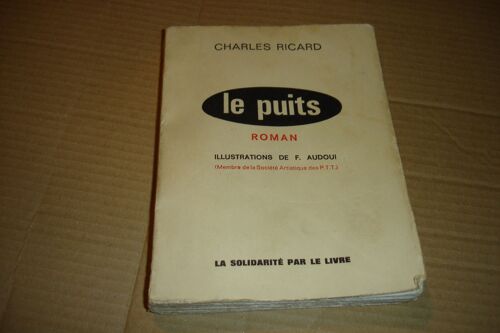 CHARLES RICARD
le puits
ROMAN
ILLUSTRATIONS DE F. AUDOUI
(Membre de la Société Artistique des P.T.T.)
LA SOLIDARITÉ PAR LE LIVRE